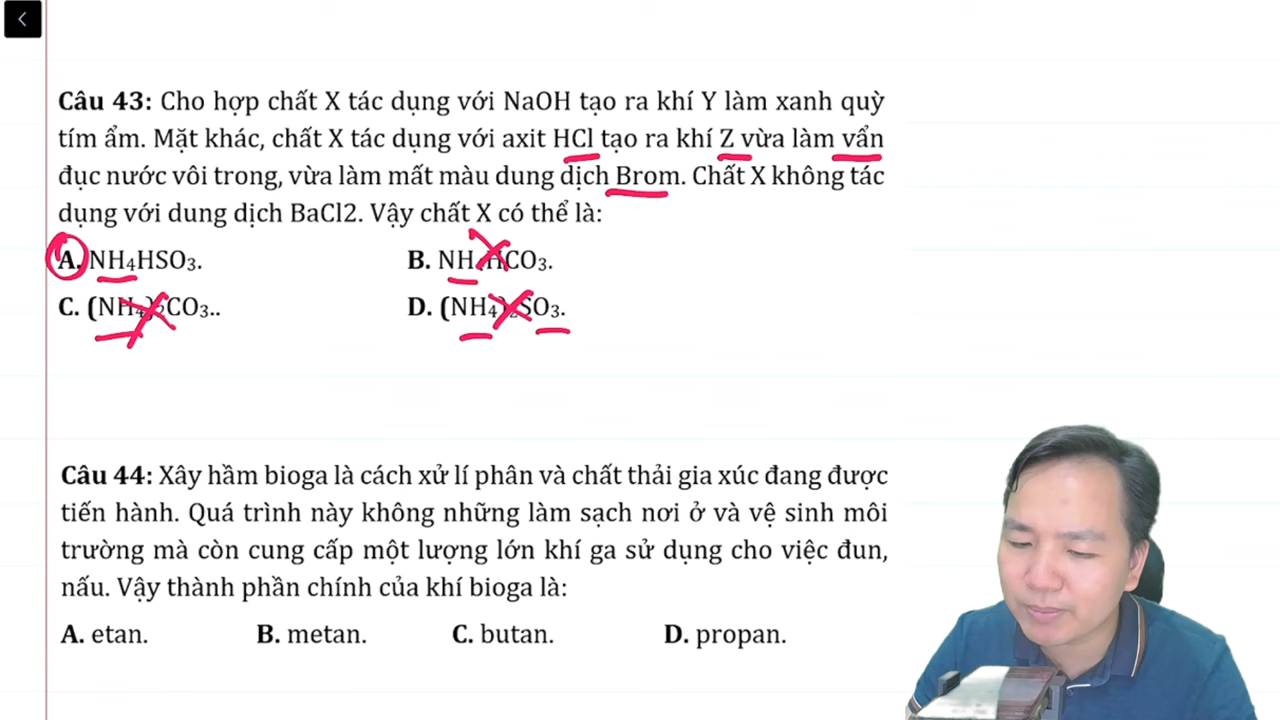 Câu 43: Cho hợp chất X tác dụng với NaOH tạo ra khí Y làm xanh quỳ
tím ẩm. Mặt khác, chất X tác dụng với axit HCl tạo ra khí Z vừa làm vẩn
đục nước vôi trong, vừa làm mất màu dung dịch Brom. Chất X không tác
dụng với dung dịch BaCl2. Vậy chất X có thể là:
A. NH₄HSO₃. B. NH₄HCO₃.
C. (NH₄)₂CO₃.. D. (NH₄)₂SO₃.
Câu 44: Xây hầm bioga là cách xử lí phân và chất thải gia xúc đang được
tiến hành. Quá trình này không những làm sạch nơi ở và vệ sinh môi
trường mà còn cung cấp một lượng lớn khí ga sử dụng cho việc đun,
nấu. Vậy thành phần chính của khí bioga là:
A. etan. B. metan. C. butan. D. propan.